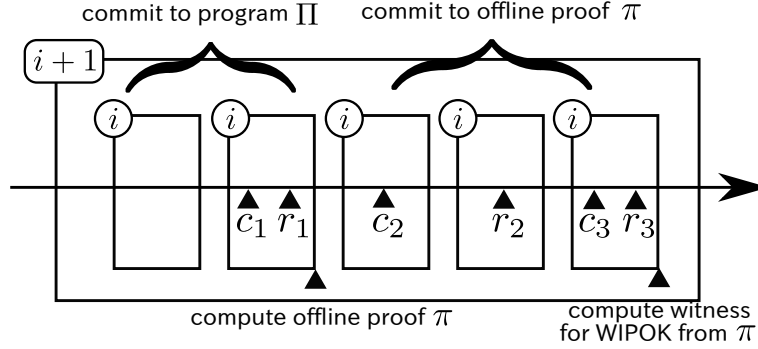 commit to program Π
commit to offline proof π
i + 1
i
i
i
i
i
c₁
r₁
c₂
r₂
c₃
r₃
compute offline proof π
compute witness
for WIPOK from π